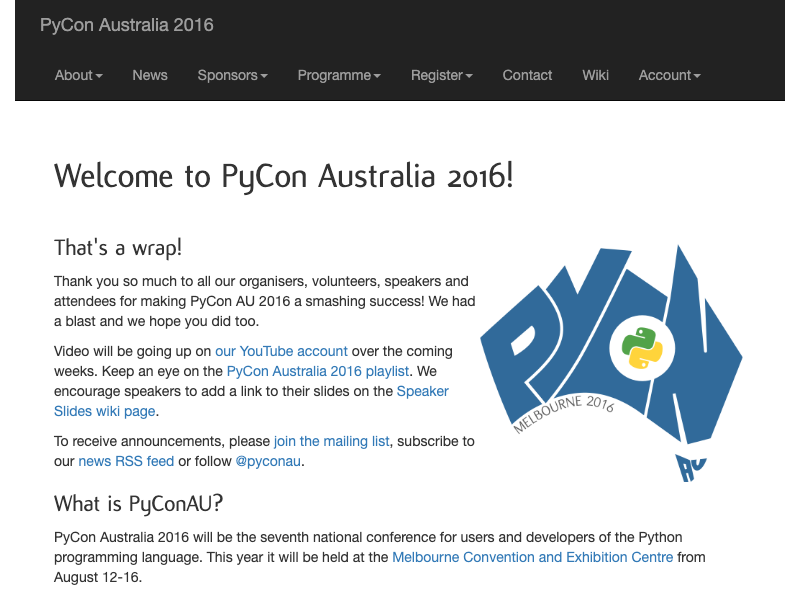 PyCon Australia 2016
About News Sponsors Programme Register Contact Wiki Account
Welcome to PyCon Australia 2016!
That's a wrap!
Thank you so much to all our organisers, volunteers, speakers and
attendees for making PyCon AU 2016 a smashing success! We had
a blast and we hope you did too.
Video will be going up on our YouTube account over the coming
weeks. Keep an eye on the PyCon Australia 2016 playlist. We
encourage speakers to add a link to their slides on the Speaker
Slides wiki page.
To receive announcements, please join the mailing list, subscribe to
our news RSS feed or follow @pyconau.
PYCON
MELBOURNE 2016
AU
What is PyConAU?
PyCon Australia 2016 will be the seventh national conference for users and developers of the Python
programming language. This year it will be held at the Melbourne Convention and Exhibition Centre from
August 12-16.